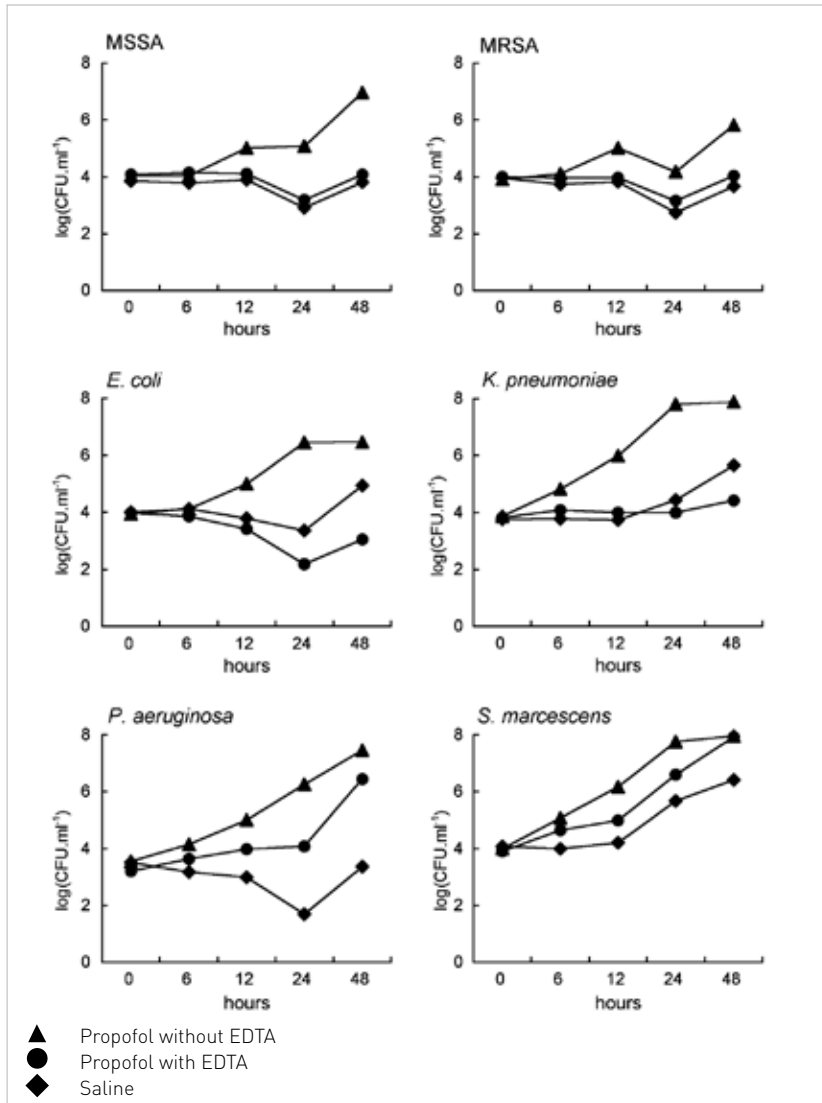 MSSA
8
6
4
2
0
log(CFU.ml⁻¹)
0 6 12 24 48
hours
MRSA
8
6
4
2
0
log(CFU.ml⁻¹)
0 6 12 24 48
hours
E. coli
8
6
4
2
0
log(CFU.ml⁻¹)
0 6 12 24 48
hours
K. pneumoniae
8
6
4
2
0
log(CFU.ml⁻¹)
0 6 12 24 48
hours
P. aeruginosa
8
6
4
2
0
log(CFU.ml⁻¹)
0 6 12 24 48
hours
S. marcescens
8
6
4
2
0
log(CFU.ml⁻¹)
0 6 12 24 48
hours
Propofol without EDTA
Propofol with EDTA
Saline